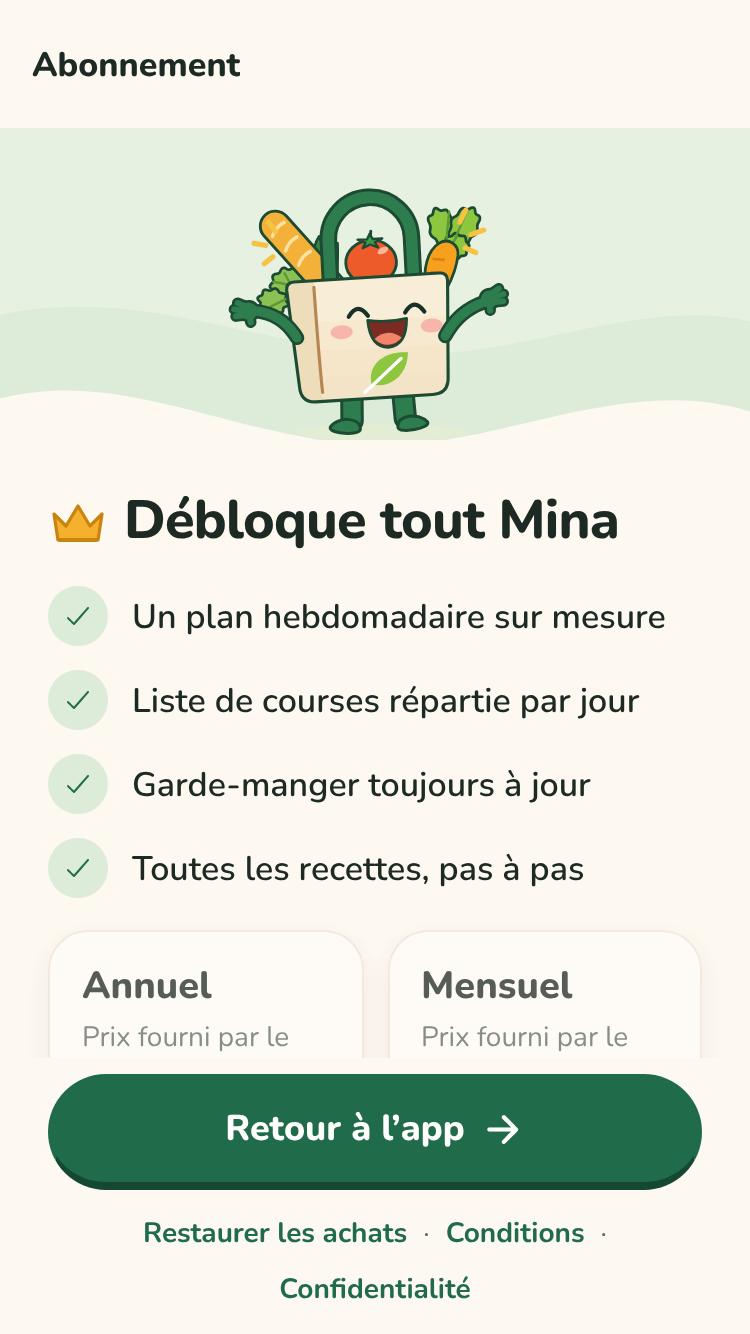 Abonnement
Débloque tout Mina
Un plan hebdomadaire sur mesure
Liste de courses répartie par jour
Garde-manger toujours à jour
Toutes les recettes, pas à pas
Annuel
Prix fourni par le
Mensuel
Prix fourni par le
Retour à l’app
Restaurer les achats · Conditions ·
Confidentialité